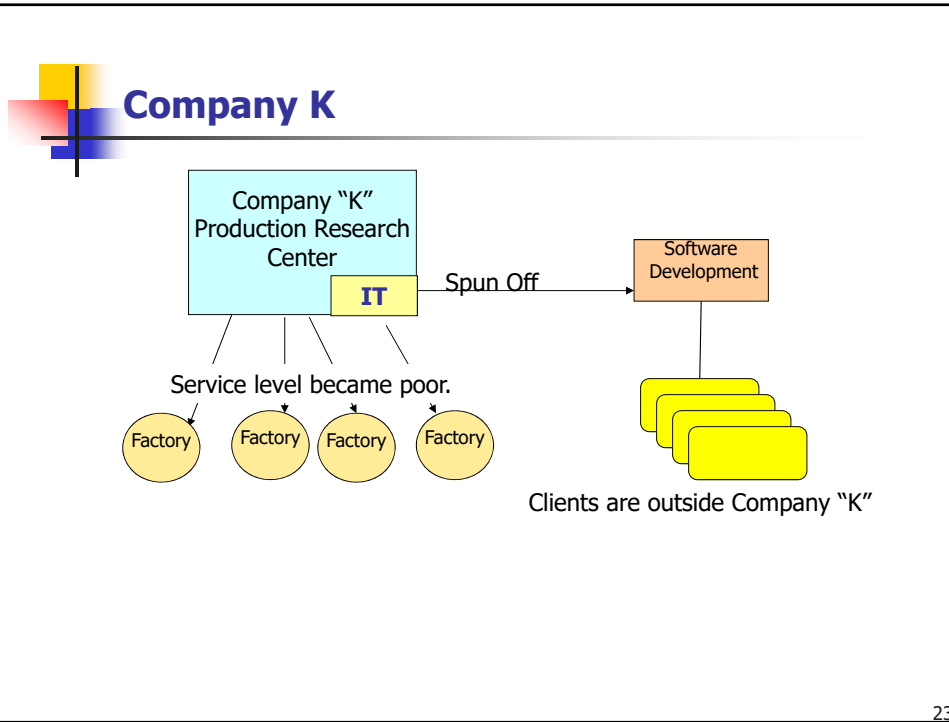 Company K
Company “K”
Production Research
Center
IT
Spun Off
Software
Development
Service level became poor.
Factory
Factory
Factory
Factory
Clients are outside Company “K”
23